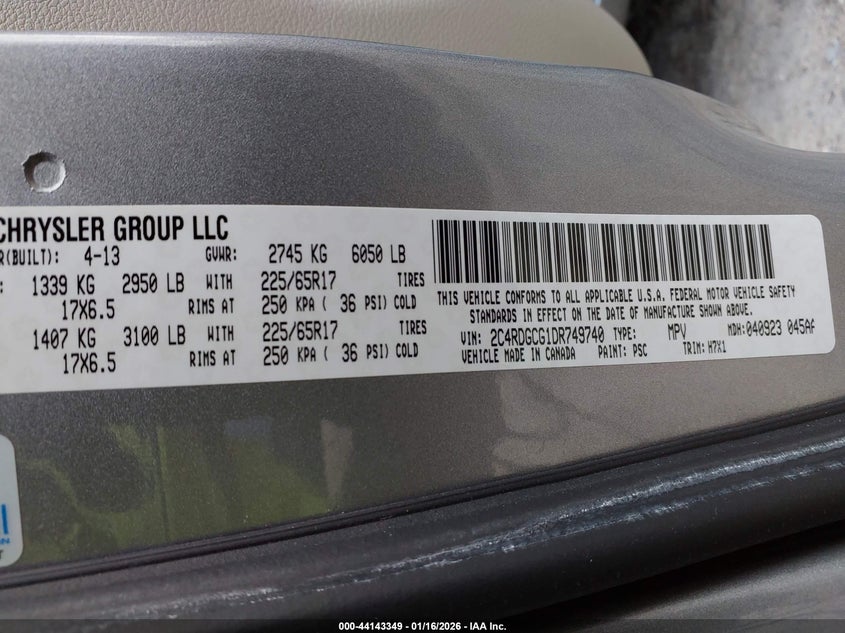 CHRYSLER GROUP LLC
R(BUILT): 4-13 GVWR: 2745 KG 6050 LB
: 1339 KG 2950 LB WITH 225/65R17 TIRES
17X6.5 RIMS AT 250 KPA ( 36 PSI) COLD
1407 KG 3100 LB WITH 225/65R17 TIRES
17X6.5 RIMS AT 250 KPA ( 36 PSI) COLD
THIS VEHICLE CONFORMS TO ALL APPLICABLE U.S.A. FEDERAL MOTOR VEHICLE SAFETY
STANDARDS IN EFFECT ON THE DATE OF MANUFACTURE SHOWN ABOVE.
VIN: 2C4RDGCG1DR749740 TYPE: MPV MDH: 040923 045AF
VEHICLE MADE IN CANADA PAINT: PSC TRIM: H7X1
000-44143349 - 01/16/2026 - IAA Inc.